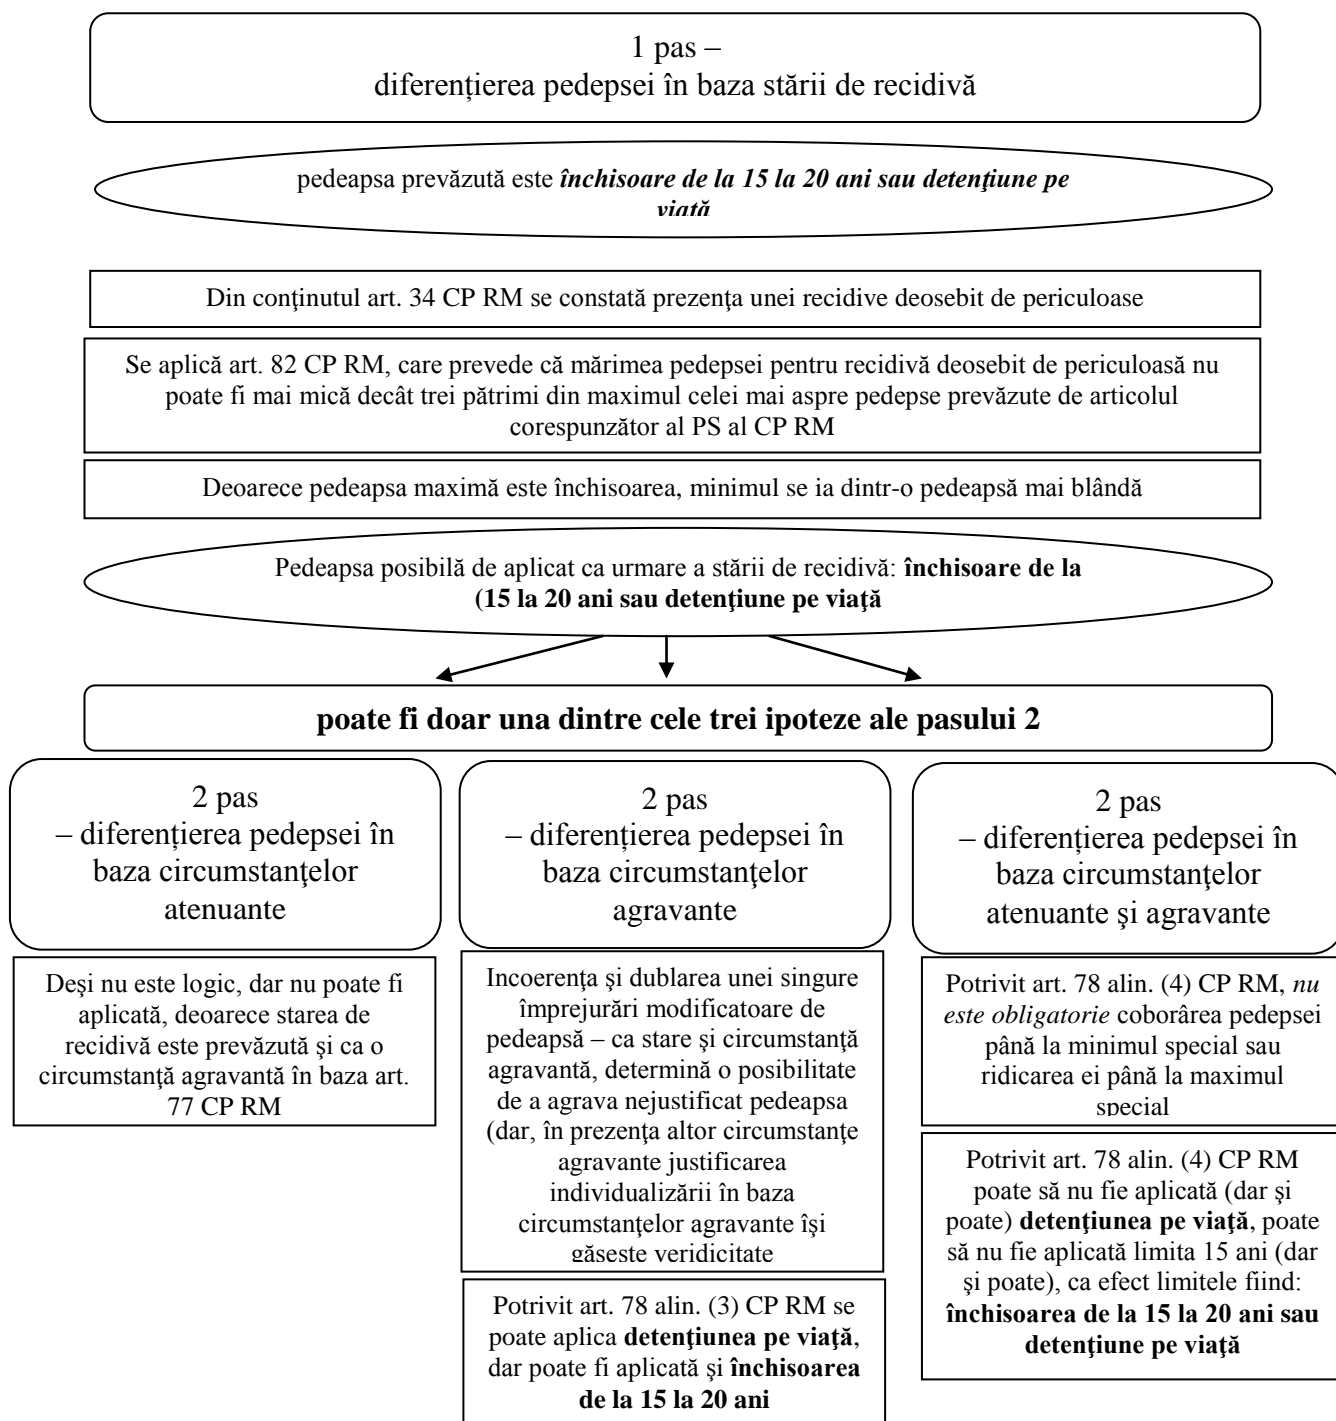 1 pas –
diferențierea pedepsei în baza stării de recidivă
pedeapsa prevăzută este închisoare de la 15 la 20 ani sau detenţiune pe
viaţă
Din conţinutul art. 34 CP RM se constată prezenţa unei recidive deosebit de periculoase
Se aplică art. 82 CP RM, care prevede că mărimea pedepsei pentru recidivă deosebit de periculoasă nu
poate fi mai mică decât trei pătrimi din maximul celei mai aspre pedepse prevăzute de articolul
corespunzător al PS al CP RM
Deoarece pedeapsa maximă este închisoarea, minimul se ia dintr-o pedeapsă mai blândă
Pedeapsa posibilă de aplicat ca urmare a stării de recidivă: închisoare de la
(15 la 20 ani sau detenţiune pe viaţă
poate fi doar una dintre cele trei ipoteze ale pasului 2
2 pas
– diferențierea pedepsei în
baza circumstanţelor
atenuante
Deşi nu este logic, dar nu poate fi
aplicată, deoarece starea de
recidivă este prevăzută şi ca o
circumstanţă agravantă în baza art.
77 CP RM
2 pas
– diferențierea pedepsei în
baza circumstanţelor
agravante
Incoerenţa şi dublarea unei singure
împrejurări modificatoare de
pedeapsă – ca stare şi circumstanţă
agravantă, determină o posibilitate
de a agrava nejustificat pedeapsa
(dar, în prezenţa altor circumstanţe
agravante justificarea
individualizării în baza
circumstanţelor agravante îşi
găseste veridicitate
Potrivit art. 78 alin. (3) CP RM se
poate aplica detenţiunea pe viaţă,
dar poate fi aplicată şi închisoarea
de la 15 la 20 ani
2 pas
– diferențierea pedepsei în
baza circumstanţelor
atenuante şi agravante
Potrivit art. 78 alin. (4) CP RM, nu
este obligatorie coborârea pedepsei
până la minimul special sau
ridicarea ei până la maximul
special
Potrivit art. 78 alin. (4) CP RM
poate să nu fie aplicată (dar şi
poate) detenţiunea pe viaţă, poate
să nu fie aplicată limita 15 ani (dar
şi poate), ca efect limitele fiind:
închisoarea de la 15 la 20 ani sau
detenţiune pe viaţă